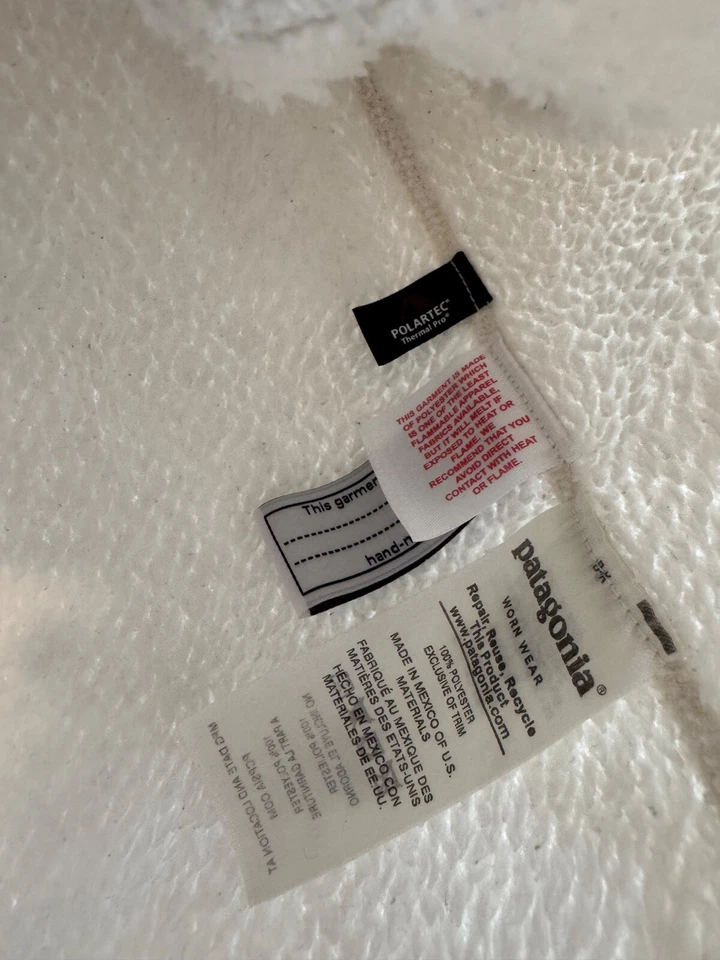 POLARTEC®
Thermal Pro®
THIS GARMENT IS MADE
OF POLYESTER WHICH
IS ONE OF THE LEAST
FLAMMABLE APPAREL
FABRICS AVAILABLE,
BUT IT WILL MELT IF
EXPOSED TO HEAT OR
FLAME. WE
RECOMMEND THAT YOU
AVOID DIRECT
CONTACT WITH HEAT
OR FLAME.
This garmen
hand-m
patagonia®
WORN WEAR
Repair, Reuse, Recycle
This Product
www.patagonia.com
100% POLYESTER
EXCLUSIVE OF TRIM
MADE IN MEXICO OF U.S.
MATERIALS
FABRIQUÉ AU MEXIQUE DES
MATIÈRES DES ETATS-UNIS
HECHO EN MEXICO CON
MATERIALES DE EE.UU.